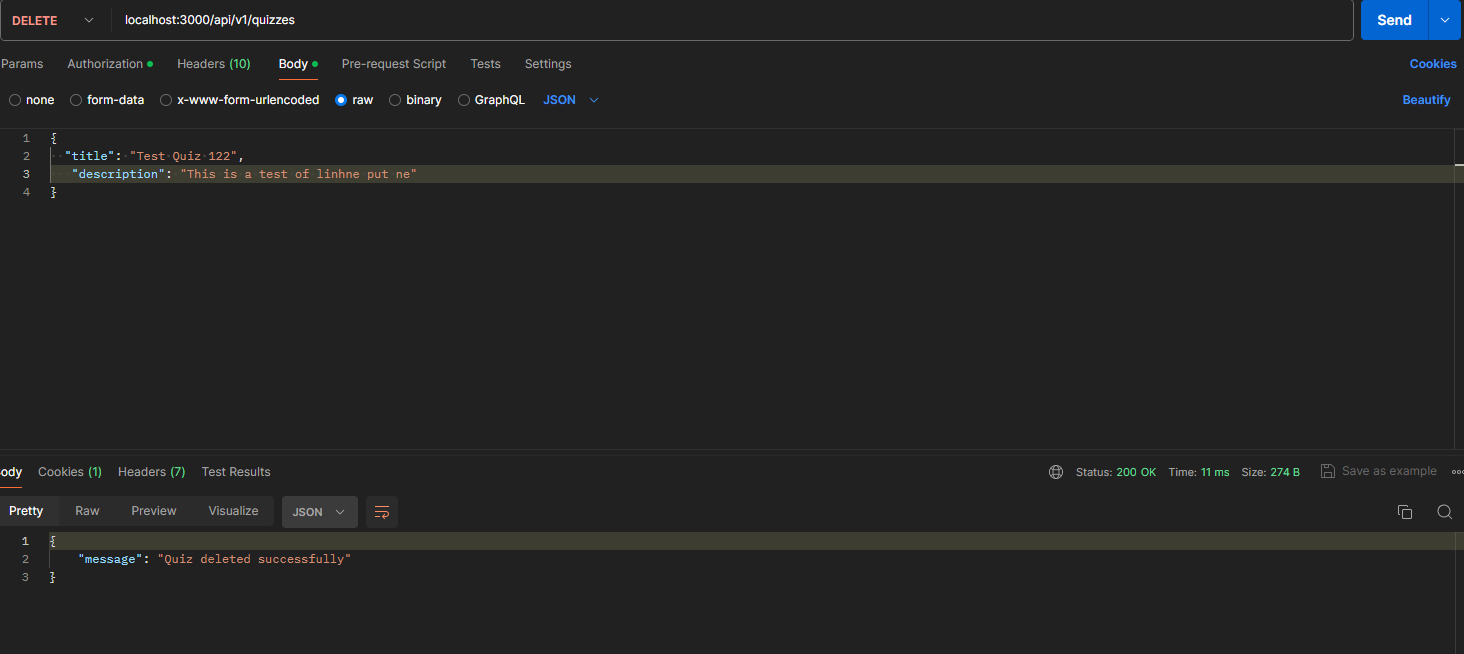 DELETE localhost:3000/api/v1/quizzes Send
Params Authorization Headers (10) Body Pre-request Script Tests Settings Cookies
none form-data x-www-form-urlencoded raw binary GraphQL JSON Beautify
1 {
2 "title": "Test Quiz 122",
3 "description": "This is a test of linhne put ne"
4 }
ody Cookies (1) Headers (7) Test Results Status: 200 OK Time: 11 ms Size: 274 B Save as example
Pretty Raw Preview Visualize JSON
1 {
2 "message": "Quiz deleted successfully"
3 }